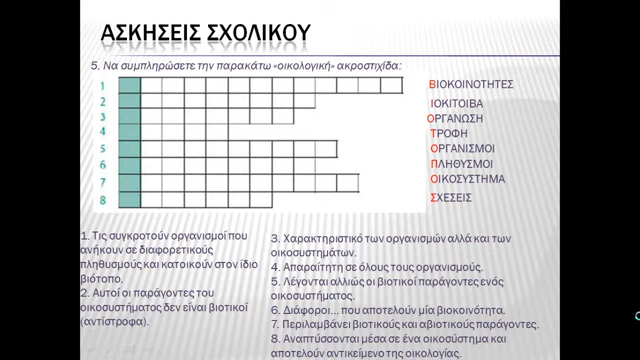 ΑΣΚΗΣΕΙΣ ΣΧΟΛΙΚΟΥ
5. Να συμπληρώσετε την παρακάτω «οικολογική» ακροστιχίδα:
1
2
3
4
5
6
7
8
ΒΙΟΚΟΙΝΟΤΗΤΕΣ
ΙΟΚΙΤΟΙΒΑ
ΟΡΓΑΝΩΣΗ
ΤΡΟΦΗ
ΟΡΓΑΝΙΣΜΟΙ
ΠΛΗΘΥΣΜΟΙ
ΟΙΚΟΣΥΣΤΗΜΑ
ΣΧΕΣΕΙΣ
1. Τις συγκροτούν οργανισμοί που
ανήκουν σε διαφορετικούς
πληθυσμούς και κατοικούν στον ίδιο
βιότοπο.
2. Αυτοί οι παράγοντες του
οικοσυστήματος δεν είναι βιοτικοί
(αντίστροφα).
3. Χαρακτηριστικό των οργανισμών αλλά και των
οικοσυστημάτων.
4. Απαραίτητη σε όλους τους οργανισμούς.
5. Λέγονται αλλιώς οι βιοτικοί παράγοντες ενός
οικοσυστήματος.
6. Διάφοροι... που αποτελούν μία βιοκοινότητα.
7. Περιλαμβάνει βιοτικούς και αβιοτικούς παράγοντες.
8. Αναπτύσσονται μέσα σε ένα οικοσύστημα και
αποτελούν αντικείμενο της οικολογίας.